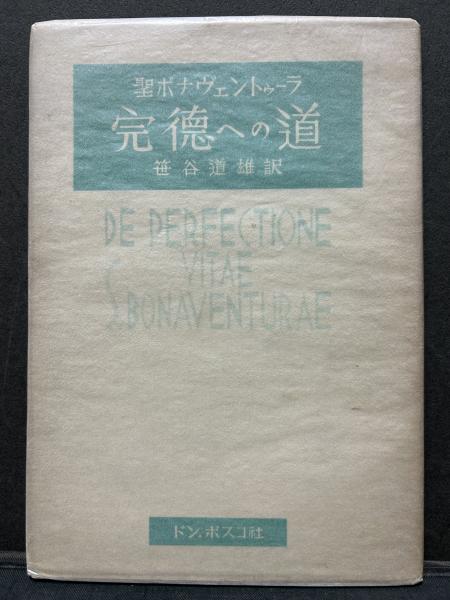 聖ボナヴェントゥーラ
完徳への道
笹谷道雄訳
DE PERFECTIONE
VITAE
S. BONAVENTURAE
ドン.ボスコ社